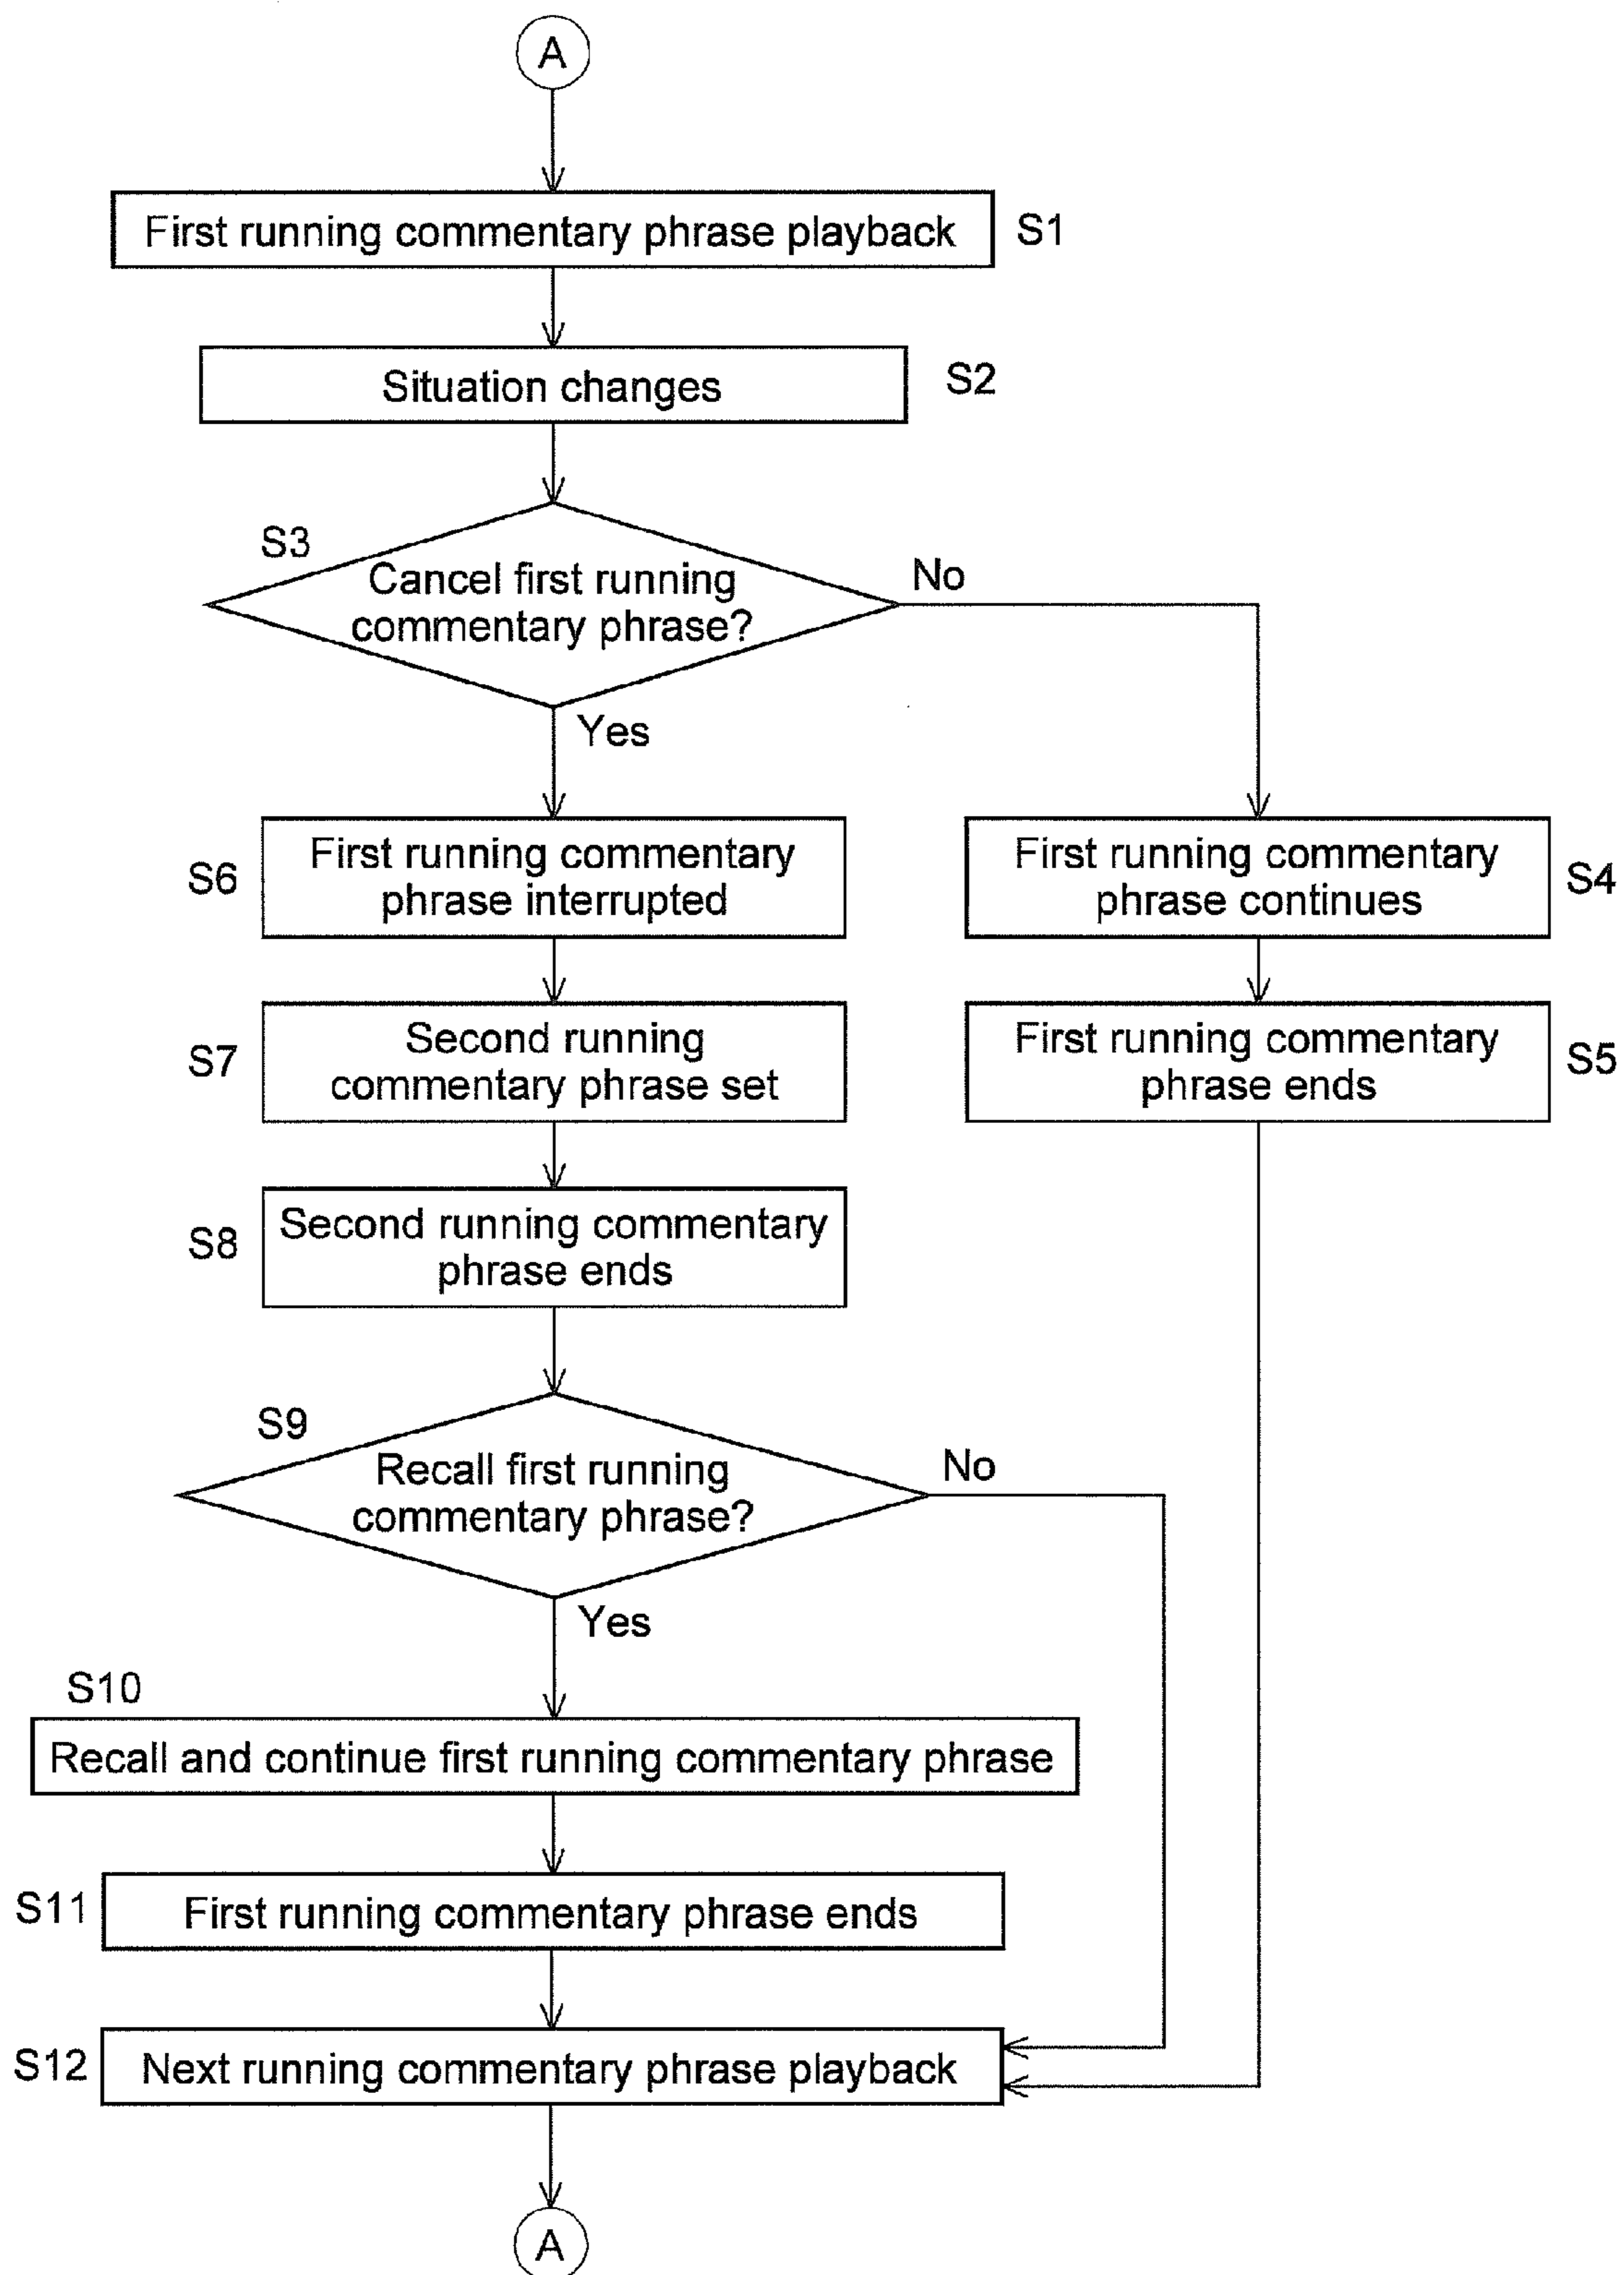 A
First running commentary phrase playback
S1
Situation changes
S2
S3
Cancel first running
commentary phrase?
No
Yes
S6
First running commentary
phrase interrupted
First running commentary
phrase continues
S4
S7
Second running
commentary phrase set
First running commentary
phrase ends
S5
S8
Second running commentary
phrase ends
S9
Recall first running
commentary phrase?
No
Yes
S10
Recall and continue first running commentary phrase
S11
First running commentary phrase ends
S12
Next running commentary phrase playback
A